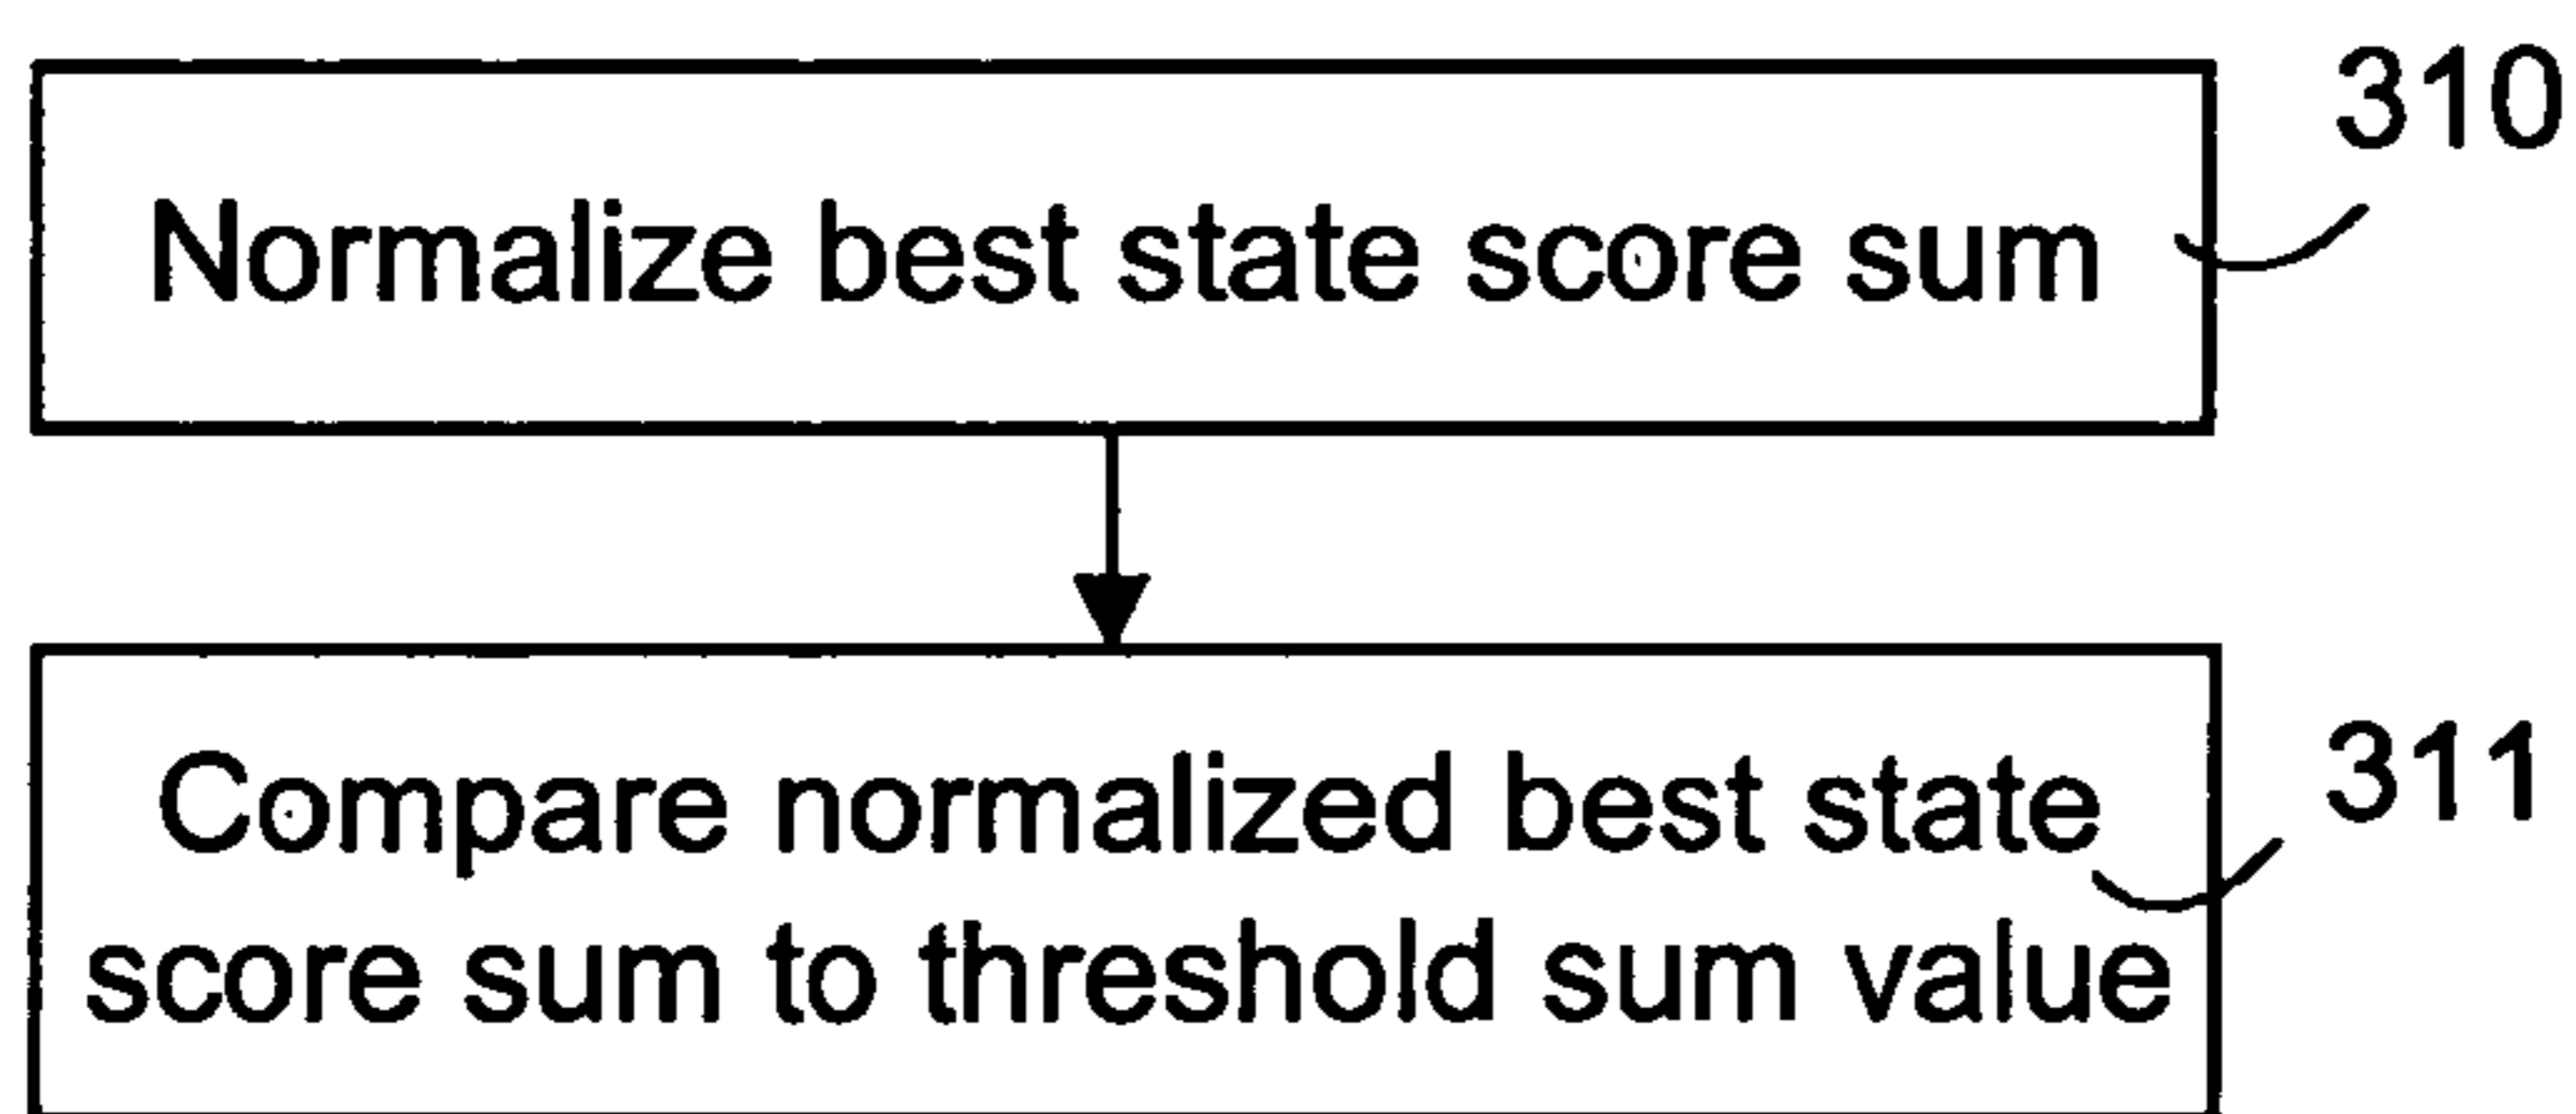 310
Normalize best state score sum
311
Compare normalized best state
score sum to threshold sum value